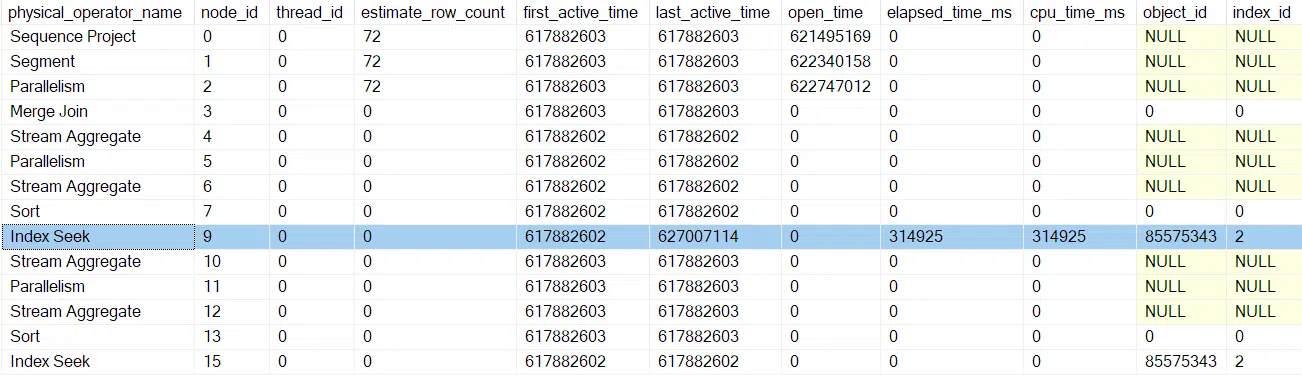 physical_operator_name node_id thread_id estimate_row_count first_active_time last_active_time open_time elapsed_time_ms cpu_time_ms object_id index_id
Sequence Project 0 0 72 617882603 617882603 621495169 0 0 NULL NULL
Segment 1 0 72 617882603 617882603 622340158 0 0 NULL NULL
Parallelism 2 0 72 617882603 617882603 622747012 0 0 NULL NULL
Merge Join 3 0 0 617882603 617882603 0 0 0 0 0
Stream Aggregate 4 0 0 617882602 617882602 0 0 0 NULL NULL
Parallelism 5 0 0 617882602 617882602 0 0 0 NULL NULL
Stream Aggregate 6 0 0 617882602 617882602 0 0 0 NULL NULL
Sort 7 0 0 617882602 617882602 0 0 0 0 0
Index Seek 9 0 0 617882602 627007114 0 314925 314925 85575343 2
Stream Aggregate 10 0 0 617882603 617882603 0 0 0 NULL NULL
Parallelism 11 0 0 617882603 617882603 0 0 0 NULL NULL
Stream Aggregate 12 0 0 617882603 617882603 0 0 0 NULL NULL
Sort 13 0 0 617882603 617882603 0 0 0 0 0
Index Seek 15 0 0 617882602 617882602 0 0 0 85575343 2